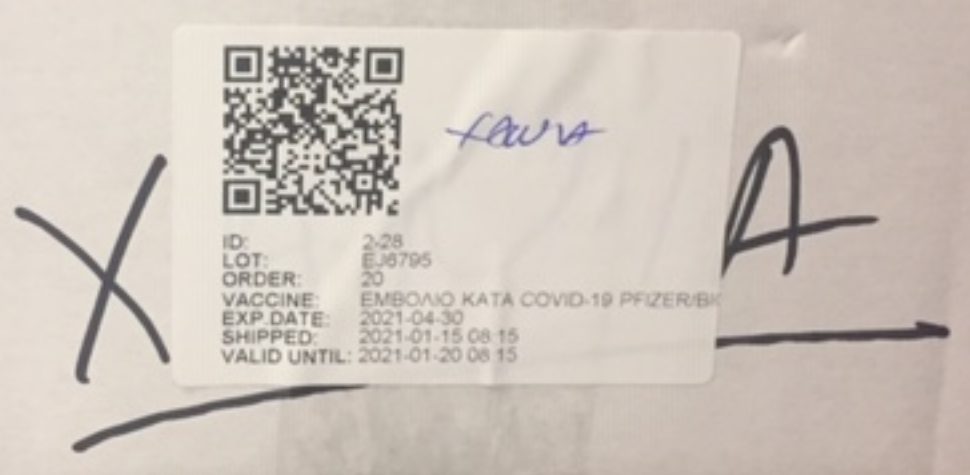 X A
ID: 2-28
LOT: EJ6795
ORDER: 20
VACCINE: ΕΜΒΟΛΙΟ ΚΑΤΑ COVID-19 PFIZER/BI
EXP.DATE: 2021-04-30
SHIPPED: 2021-01-15 08:15
VALID UNTIL: 2021-01-20 08:15